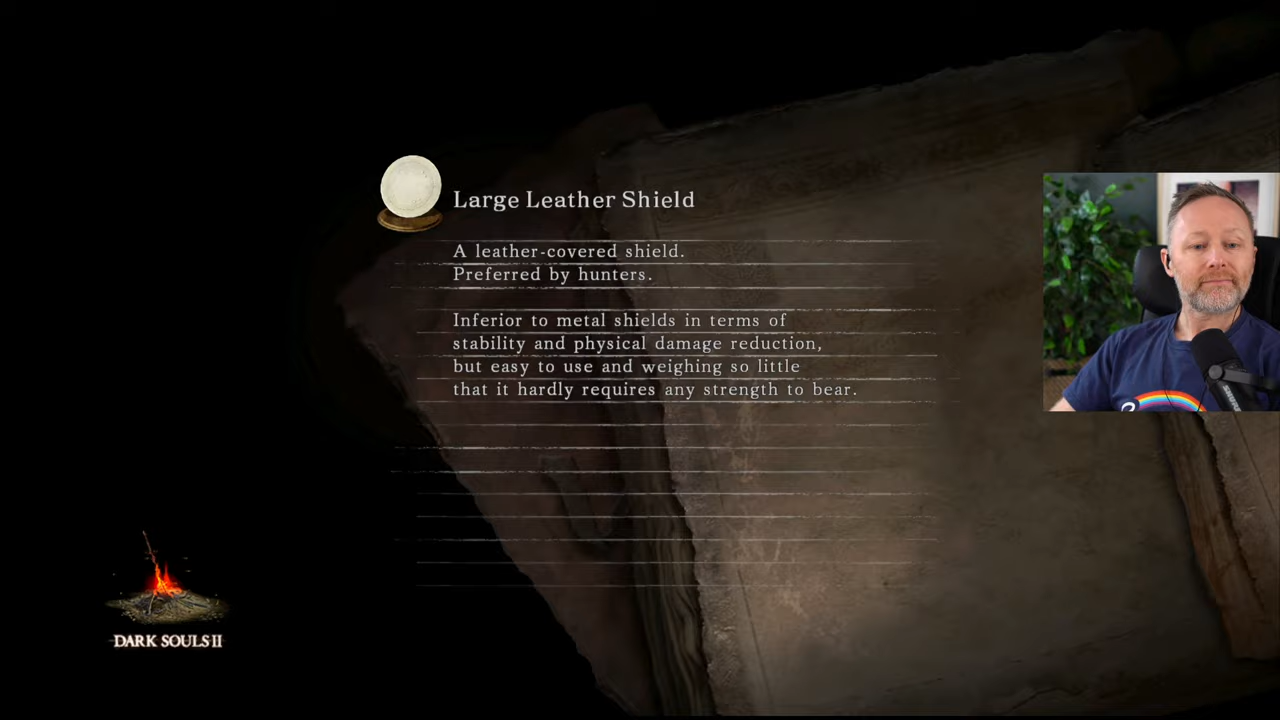 Large Leather Shield
A leather-covered shield.
Preferred by hunters.
Inferior to metal shields in terms of
stability and physical damage reduction,
but easy to use and weighing so little
that it hardly requires any strength to bear.
DARK SOULS II